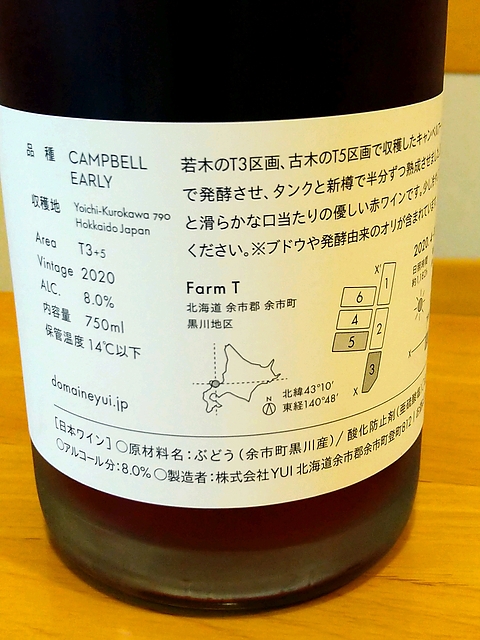 品 種 CAMPBELL
EARLY
収穫地 Yoichi-Kurokawa 790
Hokkaido Japan
Area T3+5
Vintage 2020
ALC. 8.0%
内容量 750ml
保管温度 14℃以下
domaineyui.jp
若木のT3区画、古木のT5区画で収穫したキャンベルアー
で発酵させ、タンクと新樽で半分ずつ熟成させまし
と滑らかな口当たりの優しい赤ワインです。少し
ください。※ブドウや発酵由来のオリが含まれてい
Farm T
北海道 余市郡 余市町
黒川地区
北緯43°10'
東経140°48'
N
X'
1
6
4
2
5
3
X
2020.
日照時間
X
[日本ワイン] ○原材料名：ぶどう(余市町黒川産)/ 酸化防止剤(亜硫酸
○アルコール分：8.0% ○製造者：株式会社YUI 北海道余市郡余市町登町812